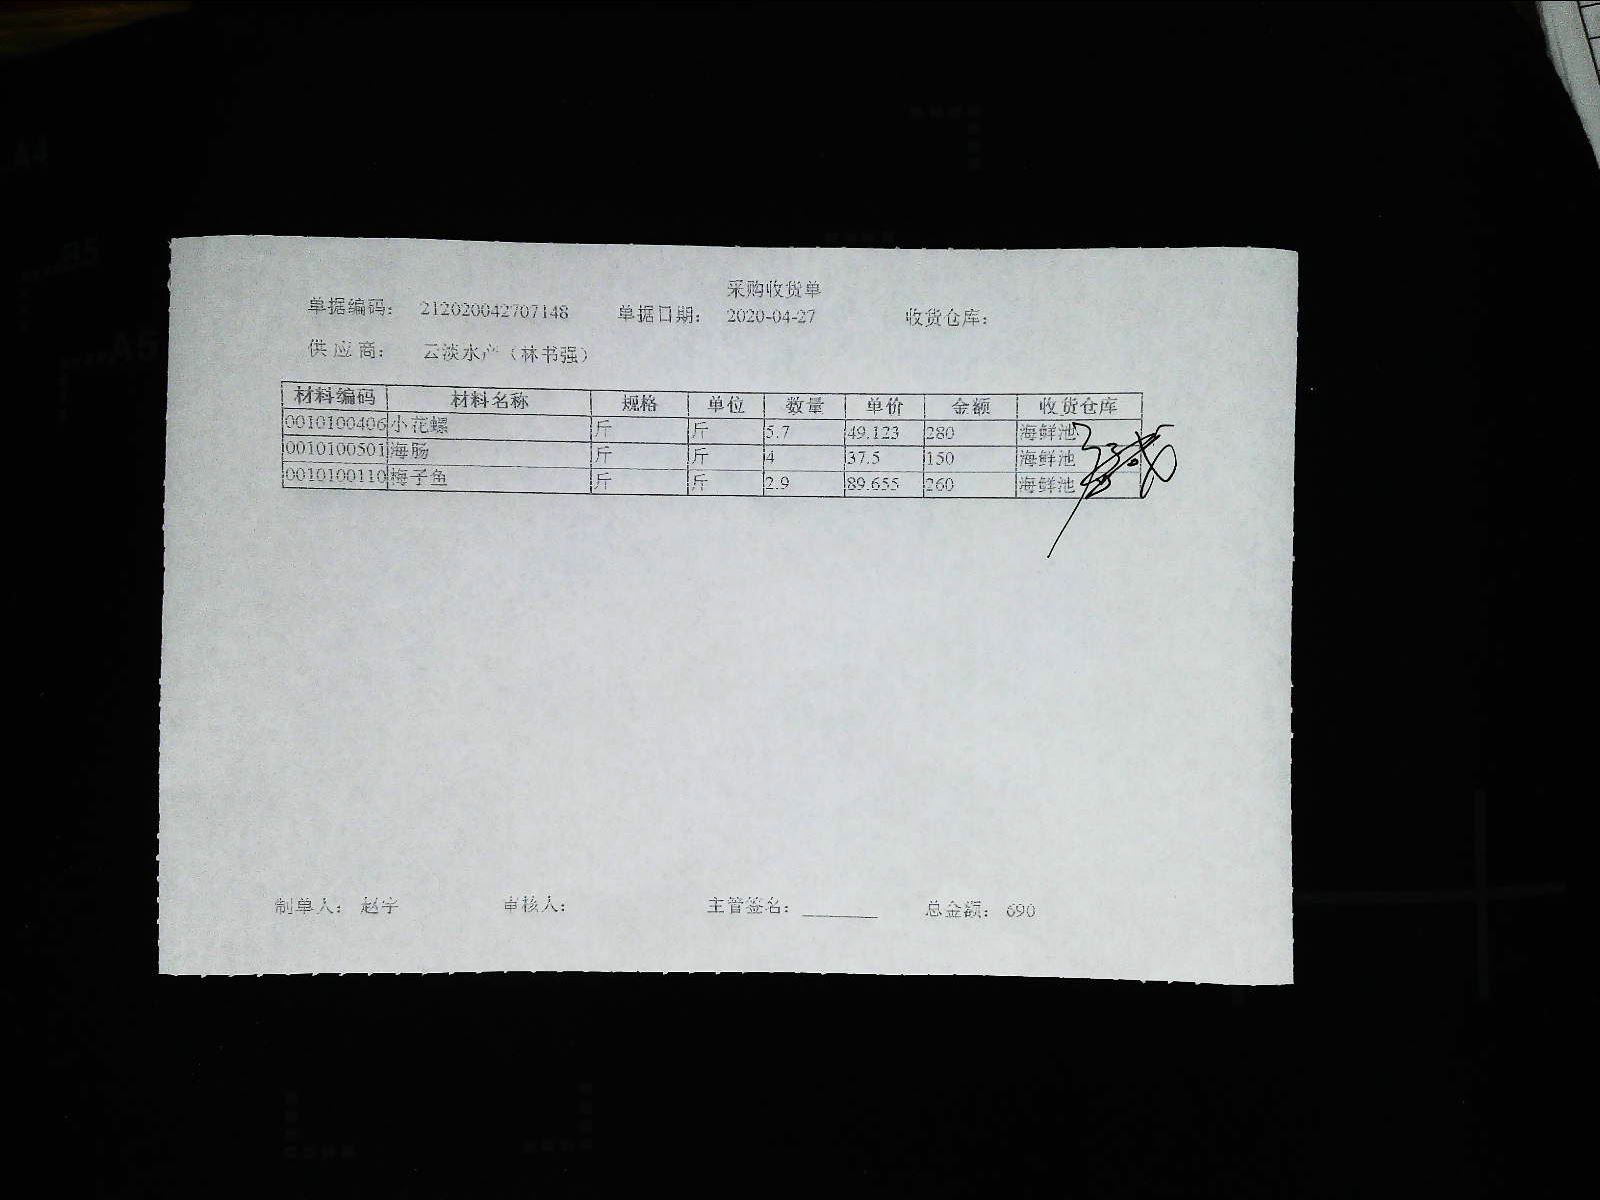 采购收货单
单据编码： 212020042707148 单据日期： 2020-04-27 收货仓库：
供应商： 云淡水产（林书强）
材料编码 材料名称 规格 单位 数量 单价 金额 收货仓库
0010100406 小花螺 斤 斤 5.7 49.123 280 海鲜池
0010100501 海肠 斤 斤 4 37.5 150 海鲜池
0010100110 梅子鱼 斤 斤 2.9 89.655 260 海鲜池
制单人： 赵宇 审核人： 主管签名： 总金额： 690